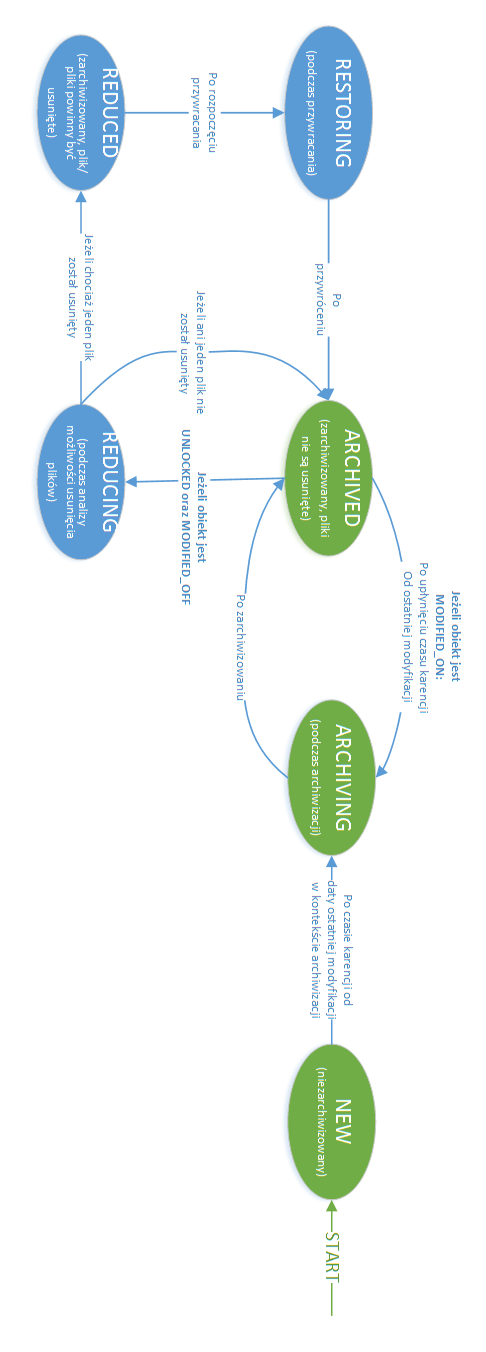 START
NEW
(niezarchiwizowany)
Po czasie karencji od
daty ostatniej modyfikacji
w kontekście archiwizacji
ARCHIVING
(podczas archiwizacji)
Po zarchiwizowaniu
Jeżeli obiekt jest
MODIFIED_ON:
Po upłynięciu czasu karencji
Od ostatniej modyfikacji
ARCHIVED
(zarchiwizowany, pliki
nie są usunięte)
Jeżeli obiekt jest
UNLOCKED oraz MODIFIED_OFF
REDUCING
(podczas analizy
możliwości usunięcia
plików)
Jeżeli ani jeden plik nie
został usunięty
Jeżeli chociaż jeden plik
został usunięty
REDUCED
(zarchiwizowany, plik/
pliki powinny być
usunięte)
Po rozpoczęciu
przywracania
RESTORING
(podczas przywracania)
Po
przywróceniu